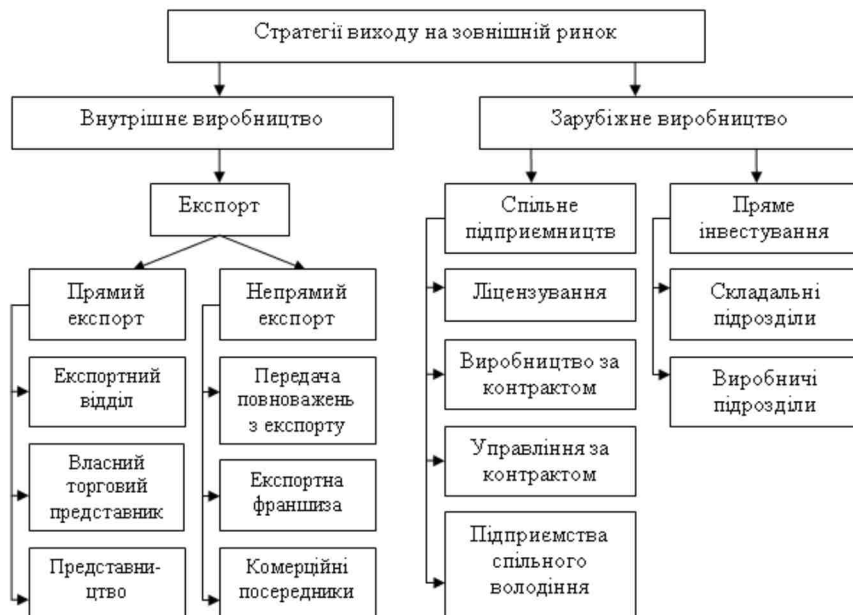 Стратегії виходу на зовнішній ринок
Внутрішнє виробництво
Зарубіжне виробництво
Експорт
Спільне
підприємництв
Пряме
інвестування
Прямий
експорт
Непрямий
експорт
Ліцензування
Складальні
підрозділи
Експортний
відділ
Передача
повноважень
з експорту
Виробництво за
контрактом
Виробничі
підрозділи
Власний
торговий
представник
Експортна
франшиза
Управління за
контрактом
Представни-
цтво
Комерційні
посередники
Підприємства
спільного
володіння